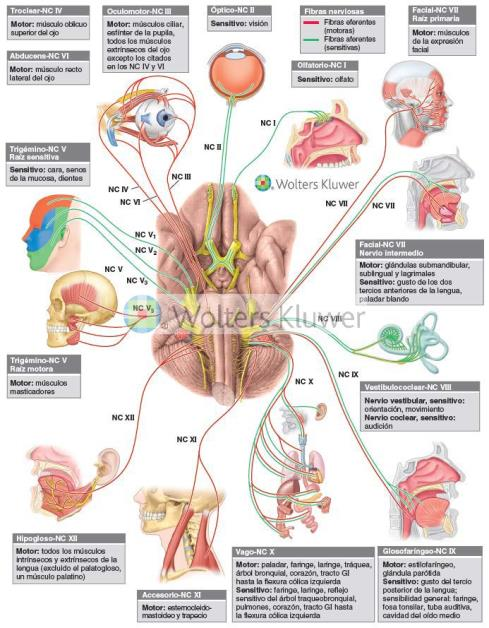 Troclear-NC IV
Motor: músculo oblicuo
superior del ojo
Abducens-NC VI
Motor: músculo recto
lateral del ojo
Trigémino-NC V
Raíz sensitiva
Sensitivo: cara, senos
de la mucosa, dientes
Oculomotor-NC III
Motor: músculos ciliar,
esfínter de la pupila,
todos los músculos
extrínsecos del ojo
excepto los citados
en los NC IV y VI
Óptico-NC II
Sensitivo: visión
Fibras nerviosas
Fibras eferentes
(motoras)
Fibras aferentes
(sensitivas)
Olfatorio-NC I
Sensitivo: olfato
Facial-NC VII
Raíz primaria
Motor: músculos
de la expresión
facial
NC I
NC II
NC III
NC IV
NC VI
Wolters Kluwer
NC VII
NC VII
NC V1
NC V2
NC V
NC V3
NC V3
Wolters Kluwer
NC VIII
Facial-NC VII
Nervio intermedio
Motor: glándulas submandibular,
sublingual y lagrimales
Sensitivo: gusto de los dos
tercios anteriores de la lengua,
paladar blando
Trigémino-NC V
Raíz motora
Motor: músculos
masticadores
NC IX
NC X
Vestibulococlear-NC VIII
Nervio vestibular, sensitivo:
orientación, movimiento
Nervio coclear, sensitivo:
audición
NC XII
NC XI
Hipogloso-NC XII
Motor: todos los músculos
intrínsecos y extrínsecos de la
lengua (excluido el palatogloso,
un músculo palatino)
Accesorio-NC XI
Motor: esternocleido-
mastoideo y trapecio
Vago-NC X
Motor: paladar, faringe, laringe, tráquea,
árbol bronquial, corazón, tracto GI
hasta la flexura cólica izquierda
Sensitivo: faringe, laringe, reflejo
sensitivo del árbol traqueobronquial,
pulmones, corazón, tracto GI hasta
la flexura cólica izquierda
Glosofaríngeo-NC IX
Motor: estilofaríngeo,
glándula parótida
Sensitivo: gusto del tercio
posterior de la lengua;
sensibilidad general: faringe,
fosa tonsilar, tuba auditiva,
cavidad del oído medio